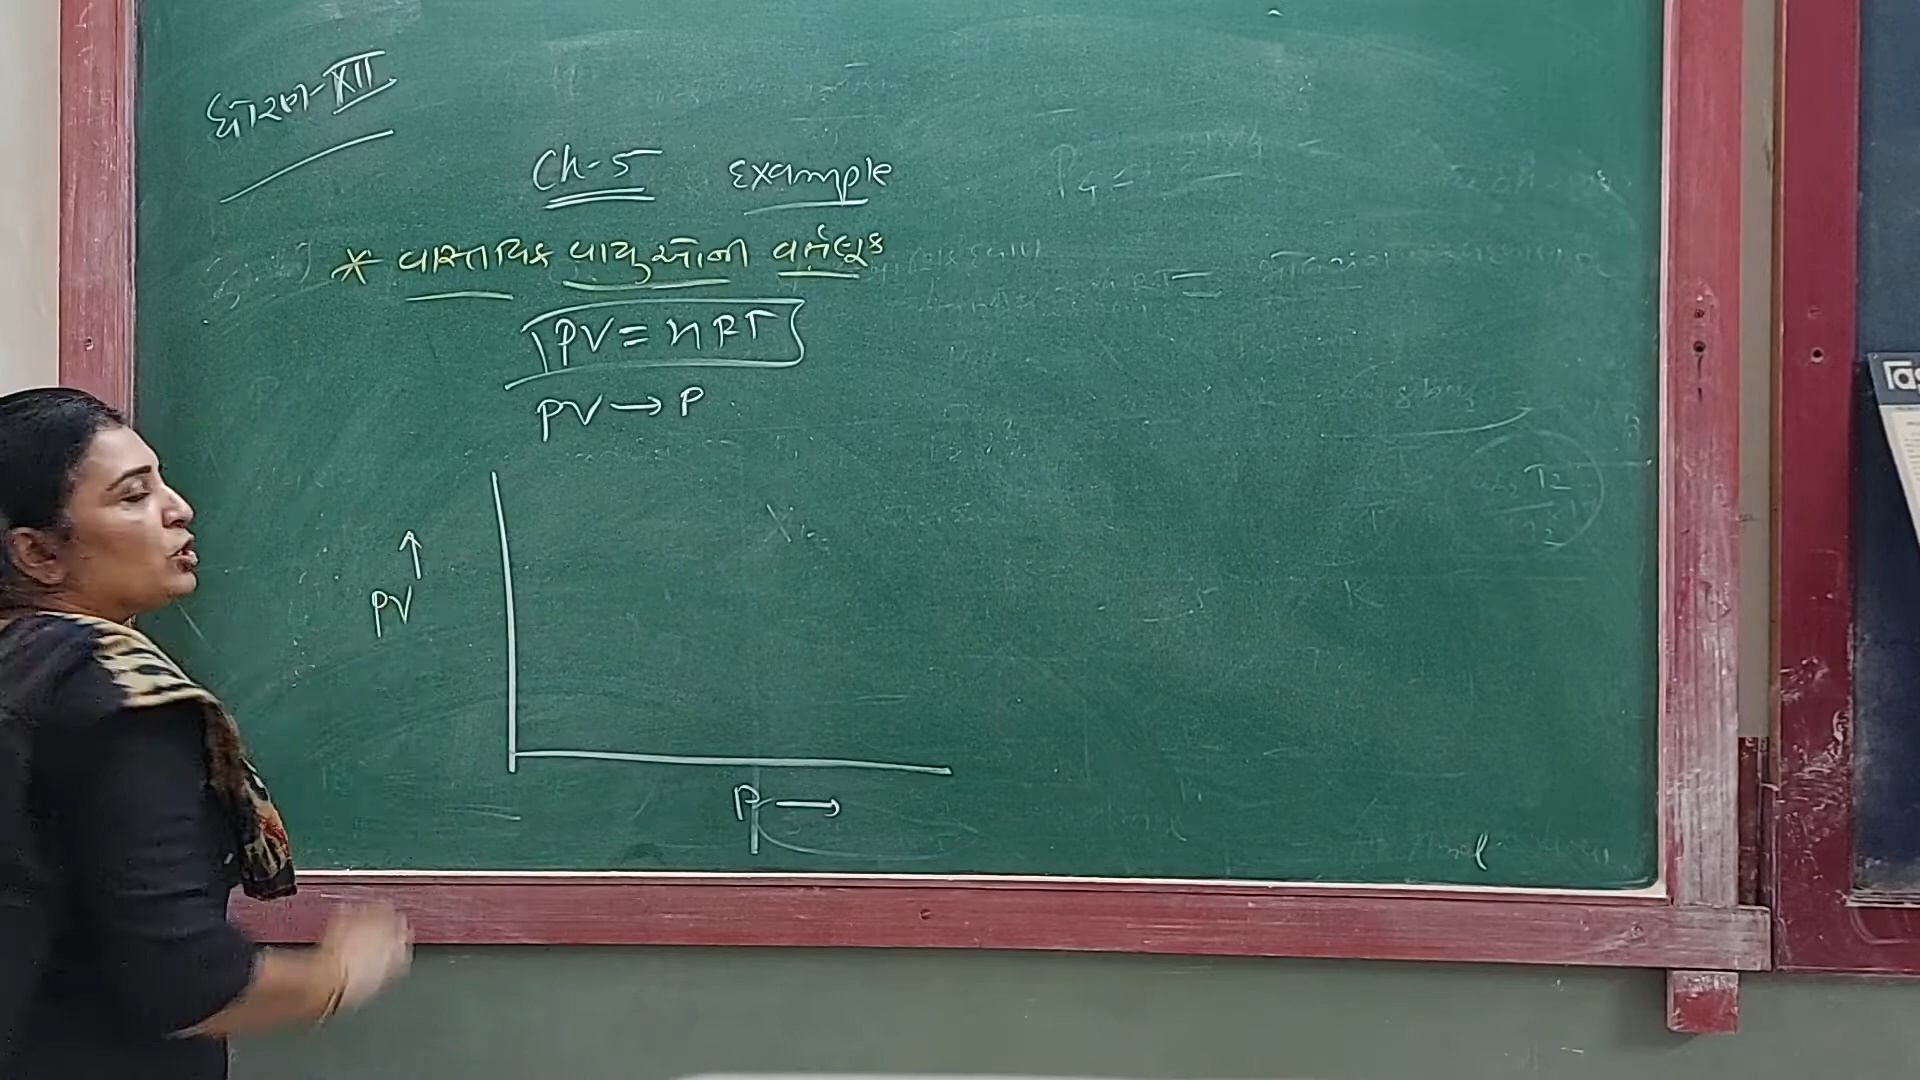 ધોરણ-XII
Ch-5 Example
* વાસ્તવિક વાયુઓની વર્તણૂક
PV = nRT
PV → P
PV ↑
P →